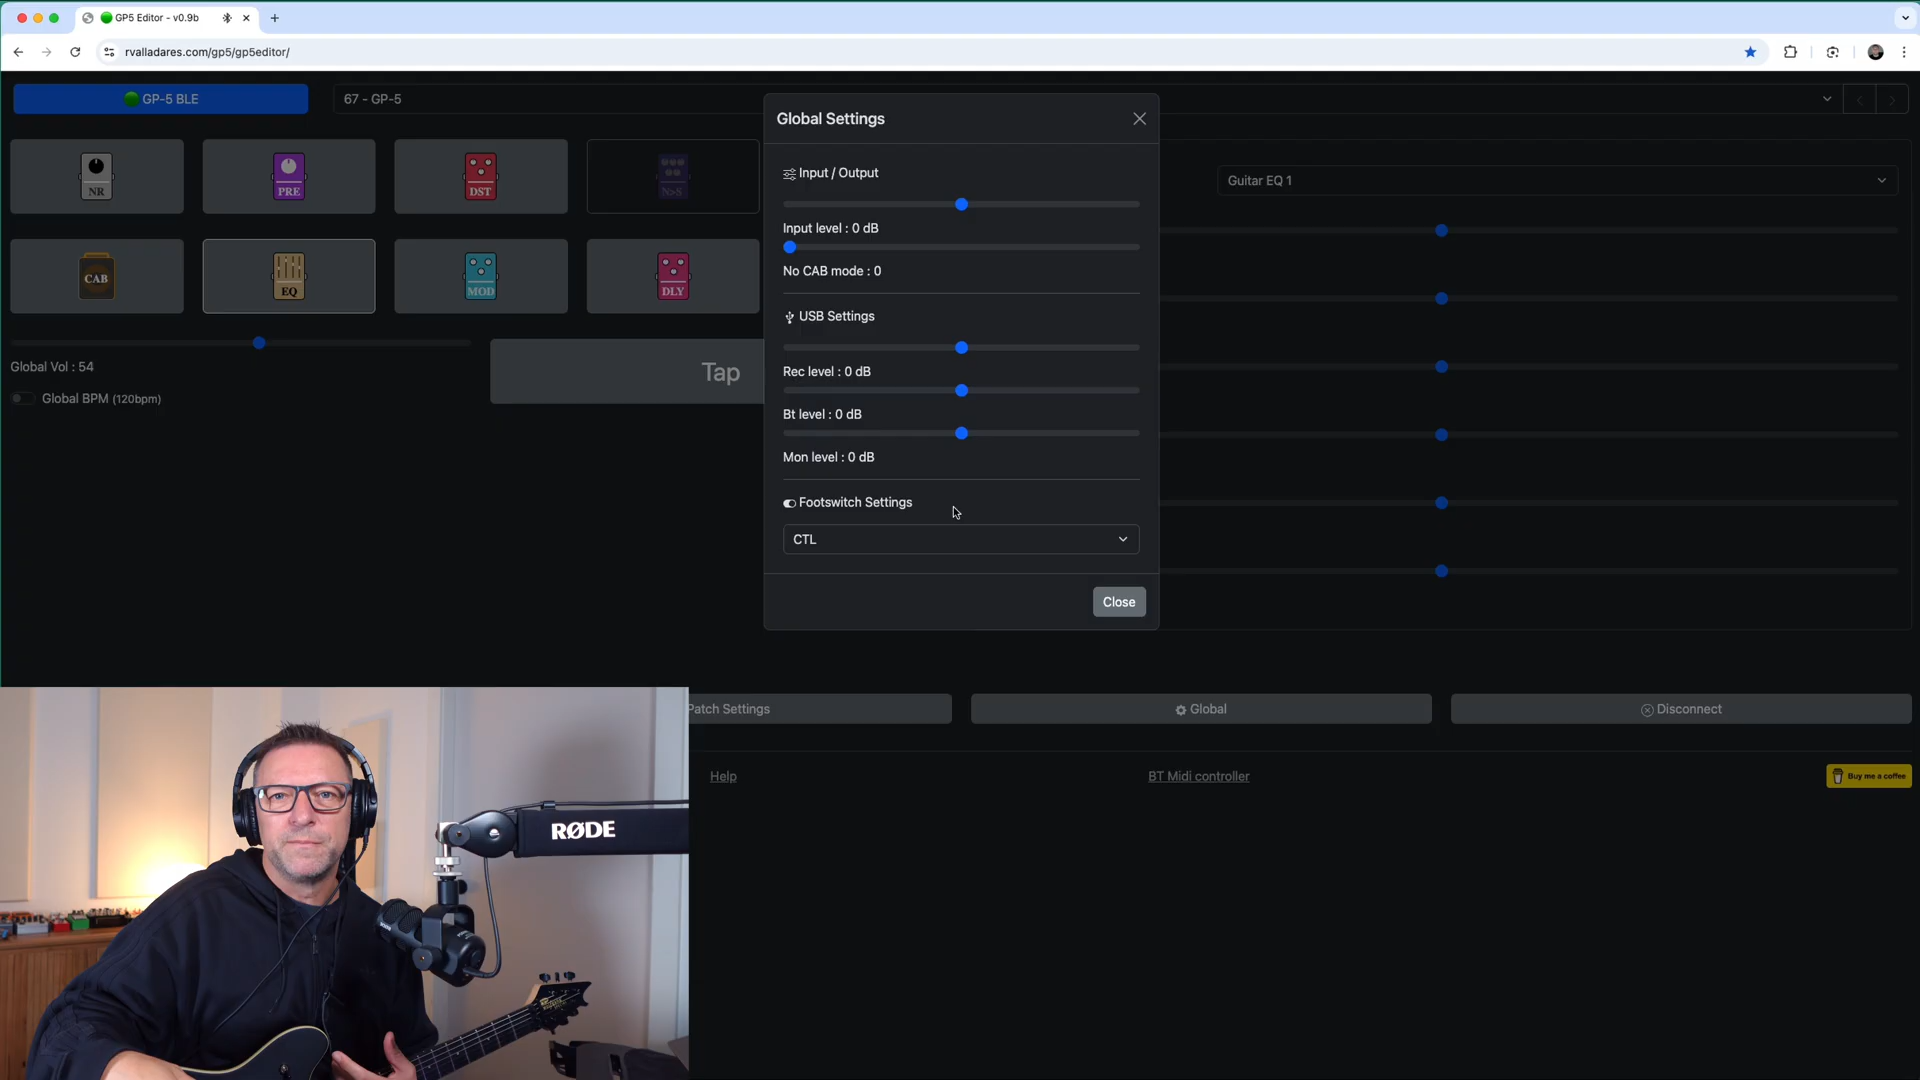 GP5 Editor - v0.9b
rvalladares.com/gp5/gp5editor/
GP-5 BLE
67 - GP-5
Global Settings
NR
PRE
DST
N>S
Input / Output
Guitar EQ 1
Input level : 0 dB
CAB
EQ
MOD
DLY
No CAB mode : 0
USB Settings
Global Vol : 54
Tap
Rec level : 0 dB
Global BPM (120bpm)
Bt level : 0 dB
Mon level : 0 dB
Footswitch Settings
CTL
Close
Patch Settings
Global
Disconnect
Help
BT Midi controller
Buy me a coffee
RØDE